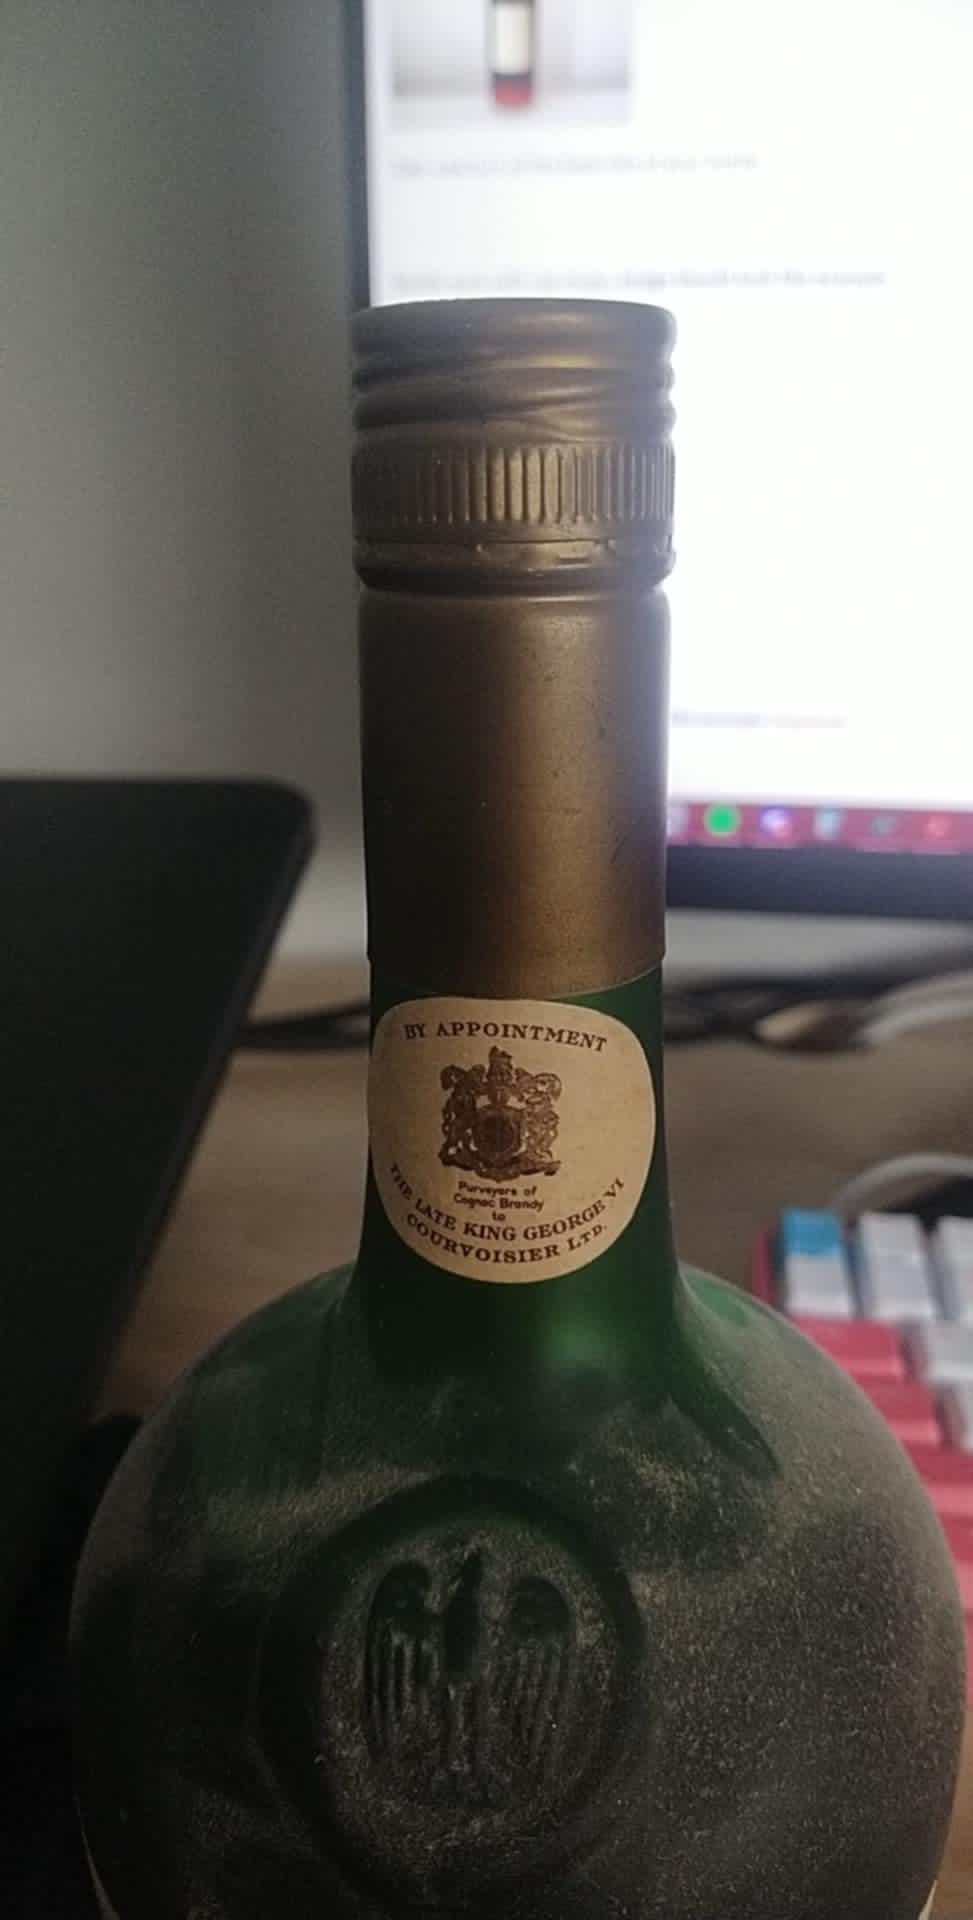 BY APPOINTMENT
Purveyors of
Cognac Brandy
to
THE LATE KING GEORGE VI
COURVOISIER LTD.